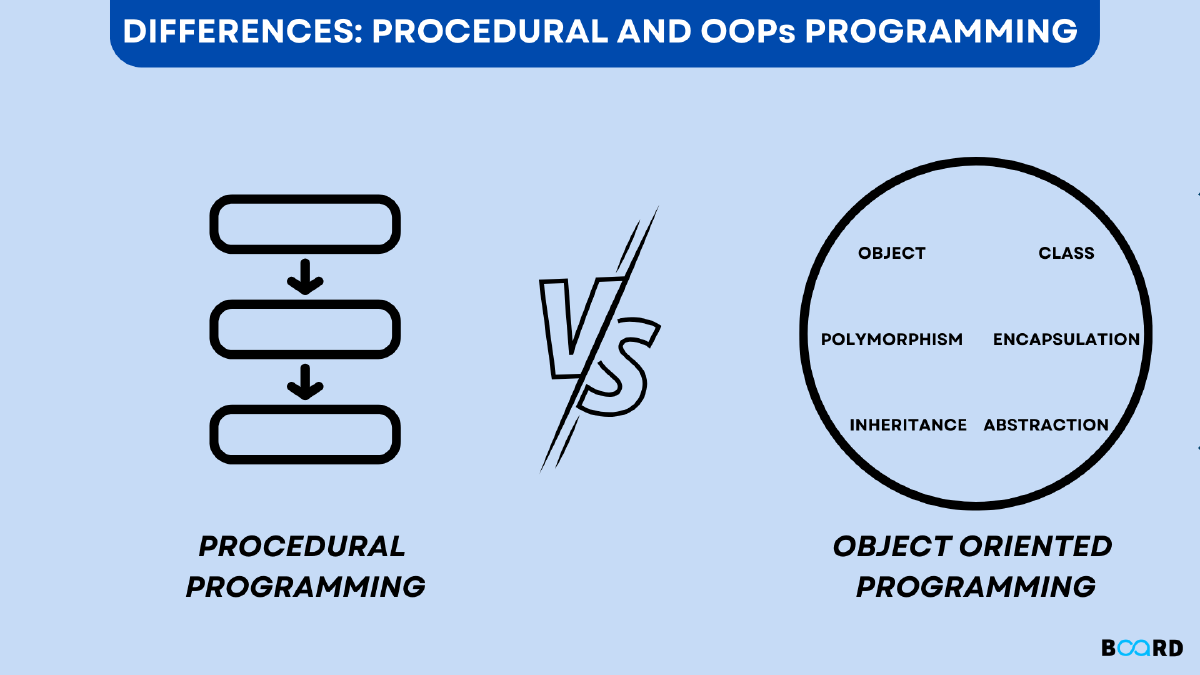 DIFFERENCES: PROCEDURAL AND OOPs PROGRAMMING
VS
OBJECT CLASS
POLYMORPHISM ENCAPSULATION
INHERITANCE ABSTRACTION
PROCEDURAL
PROGRAMMING
OBJECT ORIENTED
PROGRAMMING
BOARD